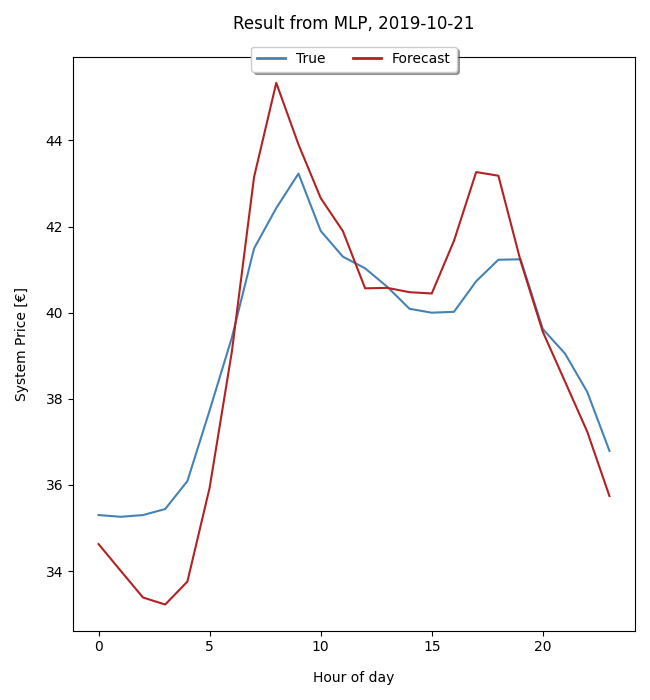 Result from MLP, 2019-10-21
True Forecast
System Price [€]
44
42
40
38
36
34
0 5 10 15 20
Hour of day